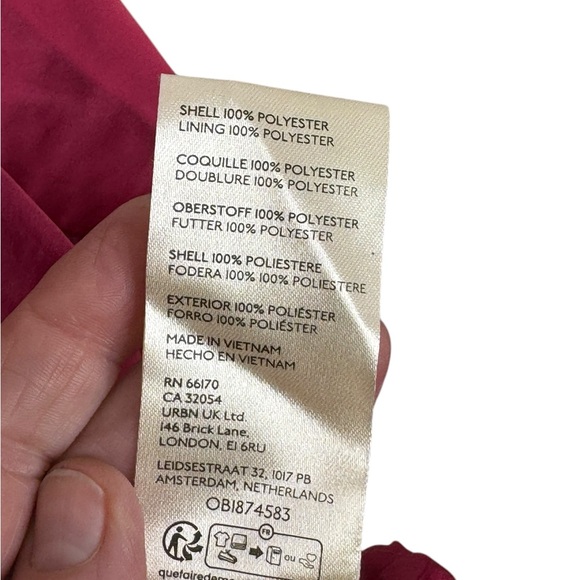 SHELL 100% POLYESTER
LINING 100% POLYESTER
COQUILLE 100% POLYESTER
DOUBLURE 100% POLYESTER
OBERSTOFF 100% POLYESTER
FUTTER 100% POLYESTER
SHELL 100% POLIESTERE
FODERA 100% 100% POLIESTERE
EXTERIOR 100% POLIÉSTER
FORRO 100% POLIÉSTER
MADE IN VIETNAM
HECHO EN VIETNAM
RN 66170
CA 32054
URBN UK Ltd.
146 Brick Lane,
LONDON, E1 6RU
LEIDSESTRAAT 32, 1017 PB
AMSTERDAM, NETHERLANDS
OB1874583
FR
OU